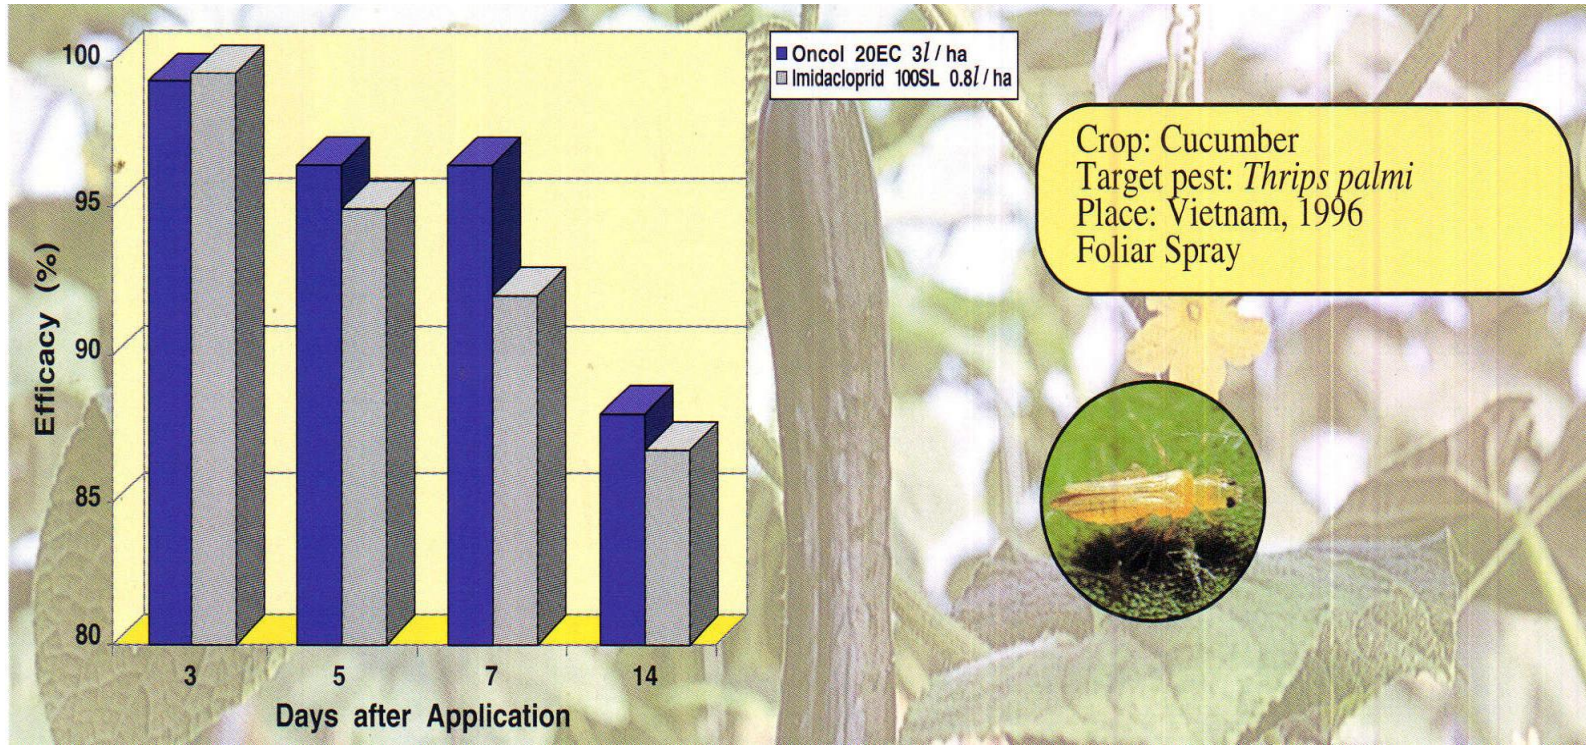 100
95
90
85
80
Efficacy (%)
3 5 7 14
Days after Application
Oncol 20EC 3l / ha
Imidacloprid 100SL 0.8l / ha
Crop: Cucumber
Target pest: Thrips palmi
Place: Vietnam, 1996
Foliar Spray